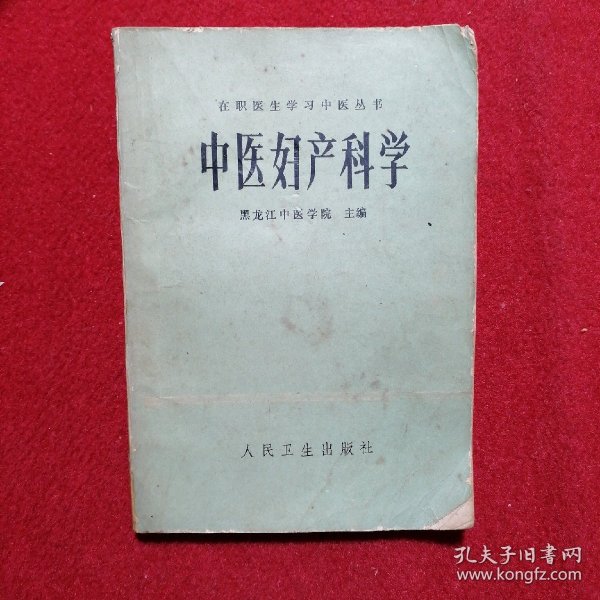 在职医生学习中医丛书
中医妇产科学
黑龙江中医学院 主编
人民卫生出版社
孔夫子旧书网
www.kongfz.com